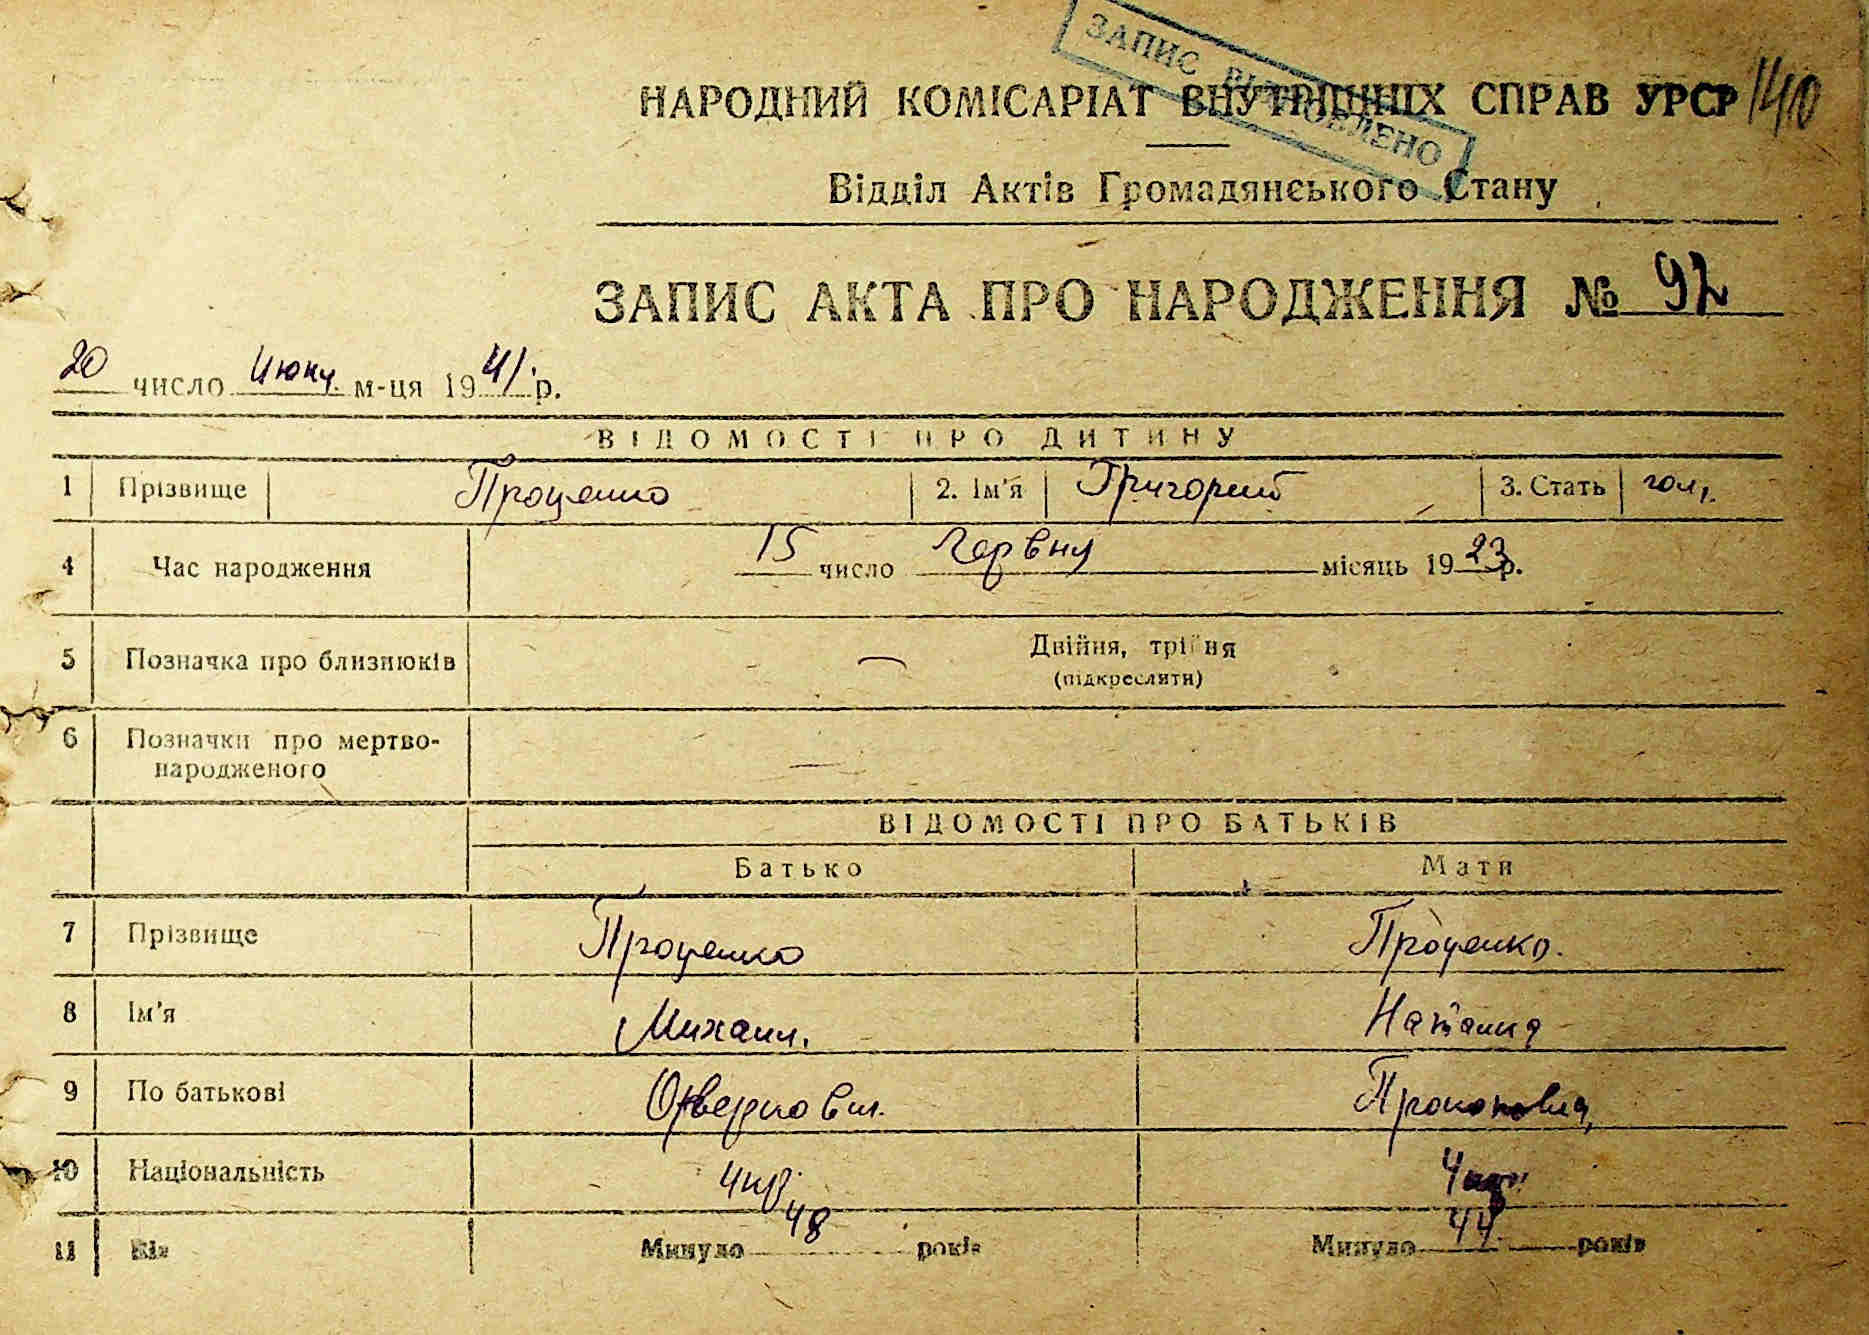 ЗАПИС ВІДНОВЛЕНО
НАРОДНИЙ КОМІСАРІАТ ВНУТРІШНІХ СПРАВ УРСР 140
Відділ Актів Громадянського Стану
ЗАПИС АКТА ПРО НАРОДЖЕННЯ № 92
20 число Июня м-ця 1941 р.
ВІДОМОСТІ ПРО ДИТИНУ
1 Прізвище Проценко 2. Ім'я Григорий 3. Стать чол.
4 Час народження 15 число Червня місяць 1923 р.
5 Позначка про близнюків — Двійня, трійня
(підкреслити)
6 Позначки про мертво-
народженого —
ВІДОМОСТІ ПРО БАТЬКІВ
Батько Мати
7 Прізвище Проценко Проценко.
8 Ім'я Михаил. Наталия
9 По батькові
10 Національність Укр. Укр.
11 Вік Минуло 48 років Минуло 44 років